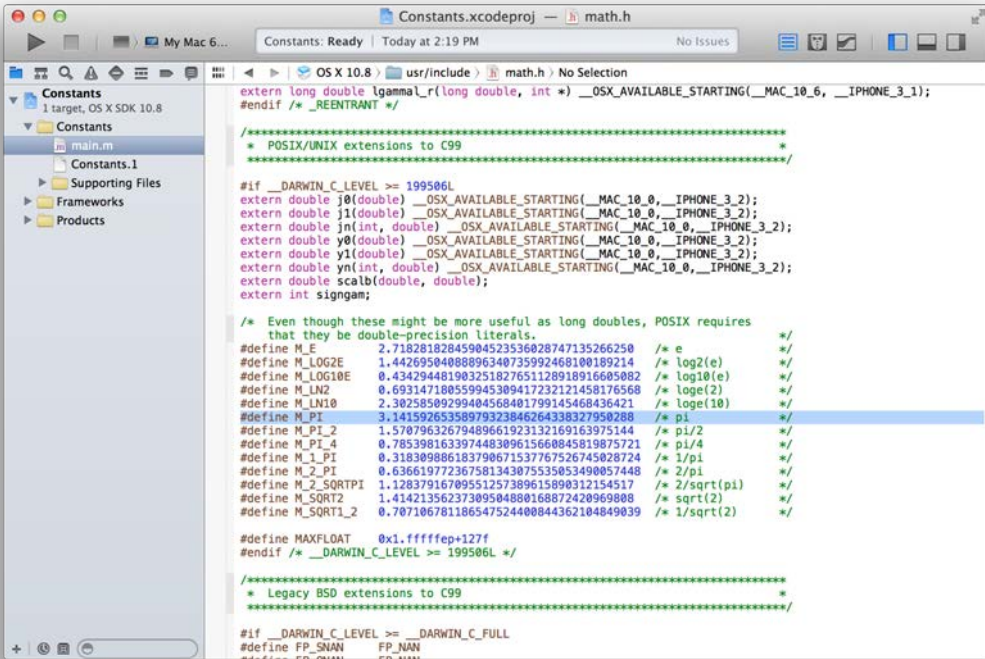 Constants.xcodeproj — math.h
My Mac 6...
Constants: Ready | Today at 2:19 PM
No Issues
Constants
1 target, OS X SDK 10.8
Constants
main.m
Constants.1
Supporting Files
Frameworks
Products
OS X 10.8 〉 usr/include 〉 math.h 〉 No Selection
extern long double lgammal_r(long double, int *) __OSX_AVAILABLE_STARTING(__MAC_10_6, __IPHONE_3_1);
#endif /* _REENTRANT */
/******************************************************************************
 *  POSIX/UNIX extensions to C99                                              *
 ******************************************************************************/
#if __DARWIN_C_LEVEL >= 199506L
extern double j0(double) __OSX_AVAILABLE_STARTING(__MAC_10_0,__IPHONE_3_2);
extern double j1(double) __OSX_AVAILABLE_STARTING(__MAC_10_0,__IPHONE_3_2);
extern double jn(int, double) __OSX_AVAILABLE_STARTING(__MAC_10_0,__IPHONE_3_2);
extern double y0(double) __OSX_AVAILABLE_STARTING(__MAC_10_0,__IPHONE_3_2);
extern double y1(double) __OSX_AVAILABLE_STARTING(__MAC_10_0,__IPHONE_3_2);
extern double yn(int, double) __OSX_AVAILABLE_STARTING(__MAC_10_0,__IPHONE_3_2);
extern double scalb(double, double);
extern int signgam;
/*  Even though these might be more useful as long doubles, POSIX requires
    that they be double-precision literals.                                   */
#define M_E         2.71828182845904523536028747135266250   /* e              */
#define M_LOG2E     1.44269504088896340735992468100189214   /* log2(e)        */
#define M_LOG10E    0.434294481903251827651128918916605082  /* log10(e)       */
#define M_LN2       0.693147180559945309417232121458176568  /* loge(2)        */
#define M_LN10      2.30258509299404568401799145468436421   /* loge(10)       */
#define M_PI        3.14159265358979323846264338327950288   /* pi             */
#define M_PI_2      1.57079632679489661923132169163975144   /* pi/2           */
#define M_PI_4      0.785398163397448309615660845819875721  /* pi/4           */
#define M_1_PI      0.318309886183790671537767526745028724  /* 1/pi           */
#define M_2_PI      0.636619772367581343075535053490057448  /* 2/pi           */
#define M_2_SQRTPI  1.12837916709551257389615890312154517   /* 2/sqrt(pi)     */
#define M_SQRT2     1.41421356237309504880168872420969808   /* sqrt(2)        */
#define M_SQRT1_2   0.707106781186547524400844362104849039  /* 1/sqrt(2)      */
#define MAXFLOAT    0x1.fffffep+127f
#endif /* __DARWIN_C_LEVEL >= 199506L */
/******************************************************************************
 *  Legacy BSD extensions to C99                                              *
 ******************************************************************************/
#if __DARWIN_C_LEVEL >= __DARWIN_C_FULL
#define FP_SNAN     FP_NAN